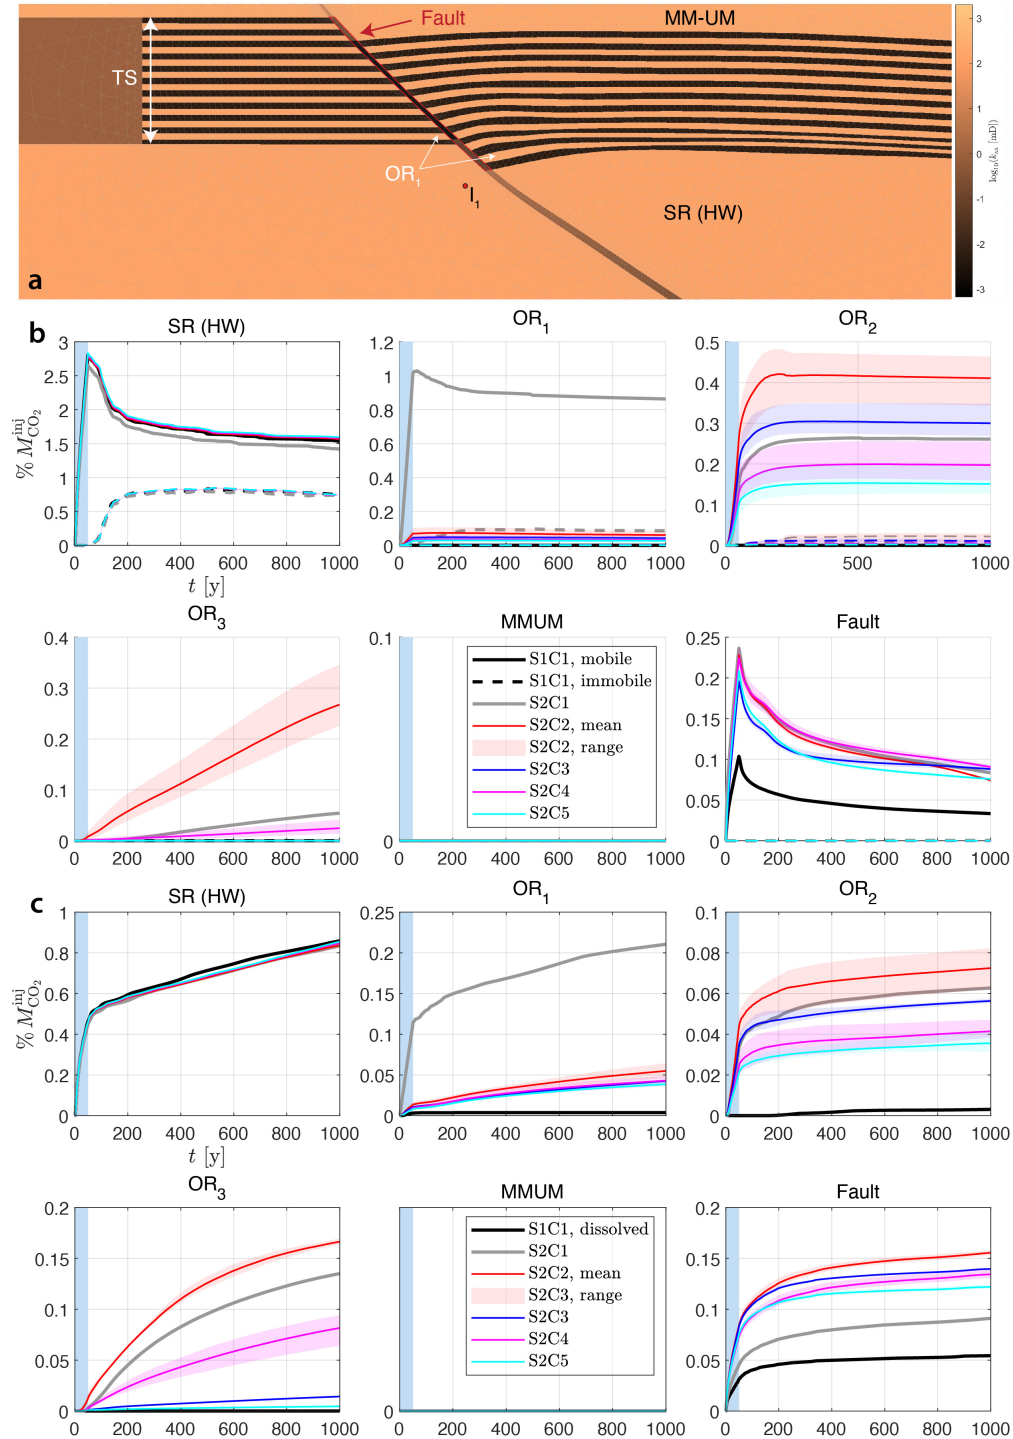 Fault
MM-UM
TS
OR1
I1
SR (HW)
a
3
2
1
0
-1
-2
-3
log10(kxx [mD])
b
SR (HW)
OR1
OR2
3
2.5
2
1.5
1
0.5
0
% M inj CO2
0 200 400 600 800 1000
t [y]
1.2
1
0.8
0.6
0.4
0.2
0
0 200 400 600 800 1000
0.5
0.4
0.3
0.2
0.1
0
0 500 1000
OR3
MMUM
Fault
0.4
0.3
0.2
0.1
0
0 200 400 600 800 1000
0.1
0
0 200 400 600 800 1000
S1C1, mobile
S1C1, immobile
S2C1
S2C2, mean
S2C2, range
S2C3
S2C4
S2C5
0.25
0.2
0.15
0.1
0.05
0
0 200 400 600 800 1000
c
SR (HW)
OR1
OR2
1
0.8
0.6
0.4
0.2
0
% M inj CO2
0 200 400 600 800 1000
t [y]
0.25
0.2
0.15
0.1
0.05
0
0 200 400 600 800 1000
0.1
0.08
0.06
0.04
0.02
0
0 200 400 600 800 1000
OR3
MMUM
Fault
0.2
0.15
0.1
0.05
0
0 200 400 600 800 1000
0
0 200 400 600 800 1000
S1C1, dissolved
S2C1
S2C2, mean
S2C3, range
S2C3
S2C4
S2C5
0.2
0.15
0.1
0.05
0
0 200 400 600 800 1000